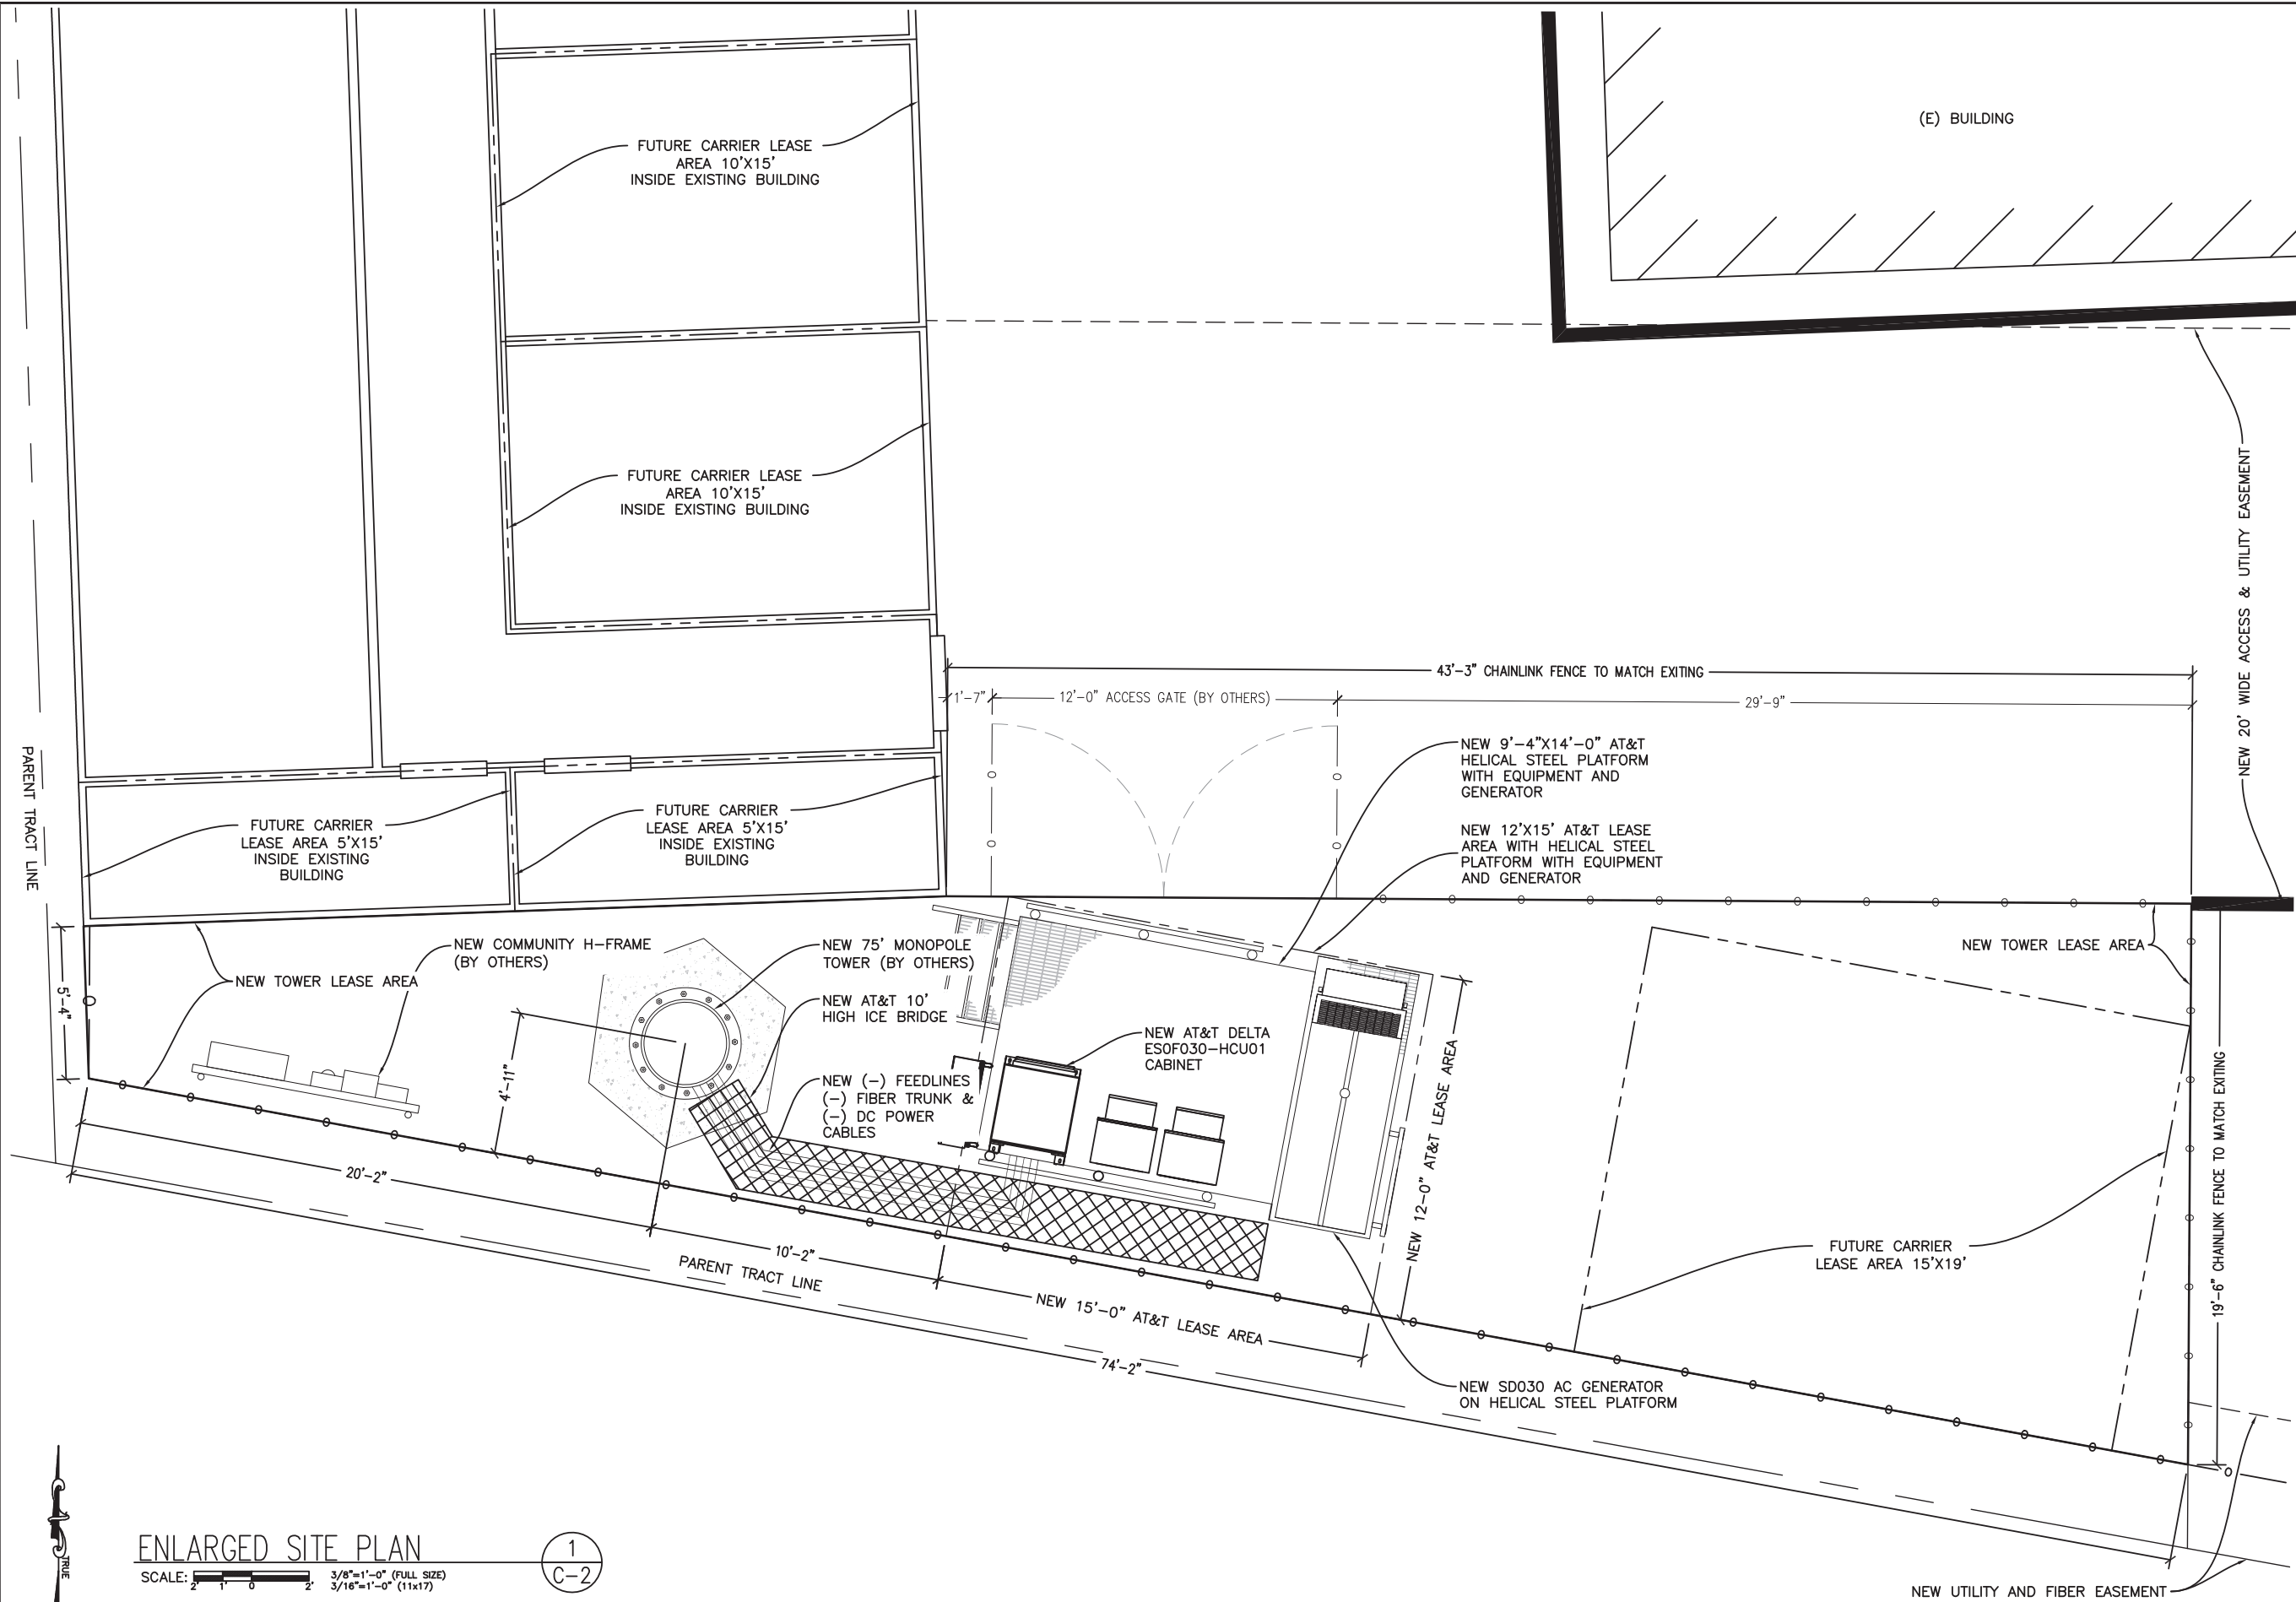 (E) BUILDING
FUTURE CARRIER LEASE
AREA 10'X15'
INSIDE EXISTING BUILDING
FUTURE CARRIER LEASE
AREA 10'X15'
INSIDE EXISTING BUILDING
NEW 20' WIDE ACCESS & UTILITY EASEMENT
43'-3" CHAINLINK FENCE TO MATCH EXITING
1'-7"
12'-0" ACCESS GATE (BY OTHERS)
29'-9"
PARENT TRACT LINE
NEW 9'-4"X14'-0" AT&T
HELICAL STEEL PLATFORM
WITH EQUIPMENT AND
GENERATOR
FUTURE CARRIER
LEASE AREA 5'X15'
INSIDE EXISTING
BUILDING
FUTURE CARRIER
LEASE AREA 5'X15'
INSIDE EXISTING
BUILDING
NEW 12'X15' AT&T LEASE
AREA WITH HELICAL STEEL
PLATFORM WITH EQUIPMENT
AND GENERATOR
5'-4"
NEW TOWER LEASE AREA
NEW COMMUNITY H-FRAME
(BY OTHERS)
NEW 75' MONOPOLE
TOWER (BY OTHERS)
NEW AT&T 10'
HIGH ICE BRIDGE
NEW TOWER LEASE AREA
4'-11"
NEW (-) FEEDLINES
(-) FIBER TRUNK &
(-) DC POWER
CABLES
NEW AT&T DELTA
ESOF030-HCU01
CABINET
NEW 12-0" AT&T LEASE AREA
19'-6" CHAINLINK FENCE TO MATCH EXITING
20'-2"
10'-2"
PARENT TRACT LINE
NEW 15'-0" AT&T LEASE AREA
74'-2"
FUTURE CARRIER
LEASE AREA 15'X19'
NEW SD030 AC GENERATOR
ON HELICAL STEEL PLATFORM
NEW UTILITY AND FIBER EASEMENT
TRUE
ENLARGED SITE PLAN
1
C-2
SCALE:
2' 1' 0 2'
3/8"=1'-0" (FULL SIZE)
3/16"=1'-0" (11x17)